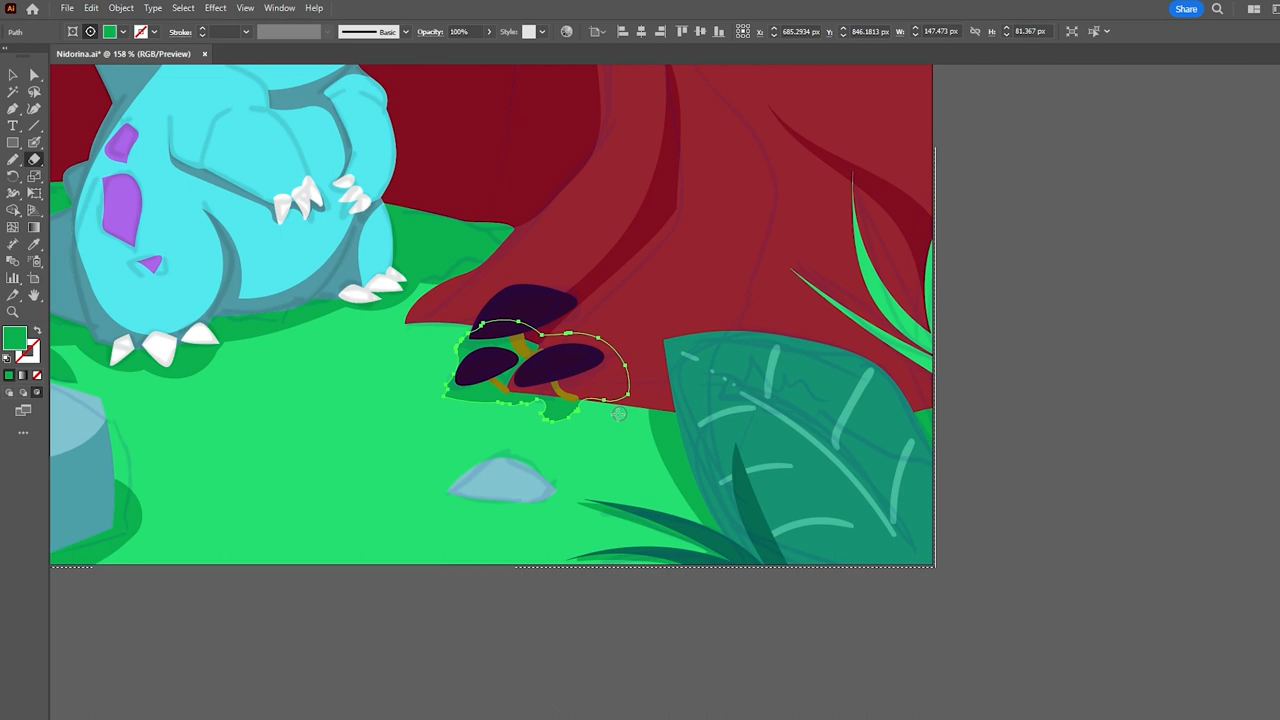 Ai File Edit Object Type Select Effect View Window Help Share
Path Stroke: Basic Opacity: 100% Style: X: 685.2934 px Y: 846.1813 px W: 147.473 px H: 81.367 px
Nidorina.ai* @ 158 % (RGB/Preview) ×
T